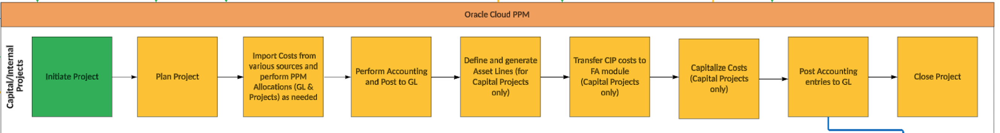 Oracle Cloud PPM
Capital/Internal
Projects
Initiate Project
Plan Project
Import Costs from
various sources and
perform PPM
Allocations (GL &
Projects) as needed
Perform Accounting
and Post to GL
Define and generate
Asset Lines (for
Capital Projects
only)
Transfer CIP costs to
FA module
(Capital Projects
only)
Capitalize Costs
(Capital Projects
only)
Post Accounting
entries to GL
Close Project